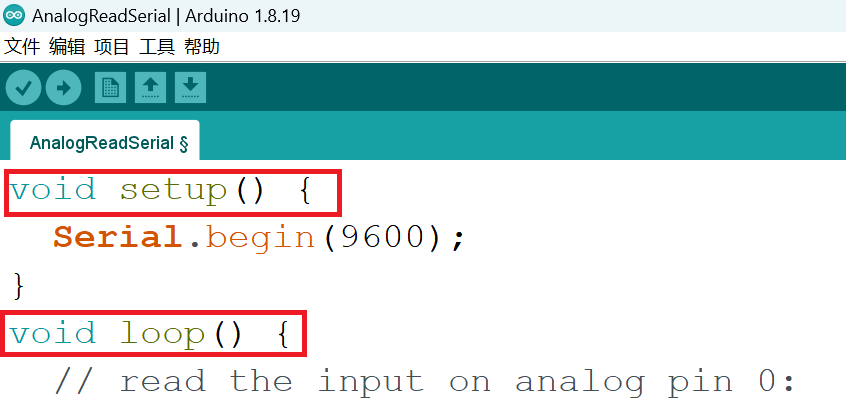 AnalogReadSerial | Arduino 1.8.19
文件 编辑 项目 工具 帮助
AnalogReadSerial §
void setup() {
  Serial.begin(9600);
}
void loop() {
  // read the input on analog pin 0: